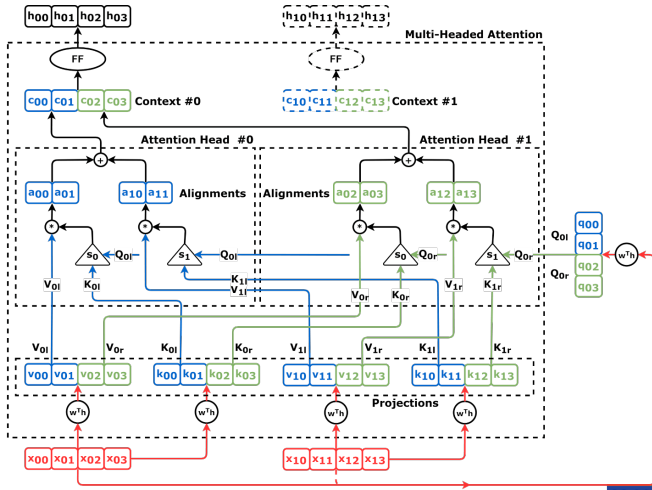 h00 h01 h02 h03 h10 h11 h12 h13
Multi-Headed Attention
FF FF
c00 c01 c02 c03 Context #0 c10 c11 c12 c13 Context #1
Attention Head #0 Attention Head #1
+ +
a00 a01 a10 a11 Alignments Alignments a02 a03 a12 a13
* * * *
q00
Q0l q01
S0 Q0l S1 Q0l S0 Q0r S1 Q0r wTh
Q0r q02
q03
V0l K0l K1l V1l V0r K0r V1r K1r
V0l V0r K0l K0r V1l V1r K1l K1r
v00 v01 v02 v03 k00 k01 k02 k03 v10 v11 v12 v13 k10 k11 k12 k13
Projections
wTh wTh wTh wTh
x00 x01 x02 x03 x10 x11 x12 x13